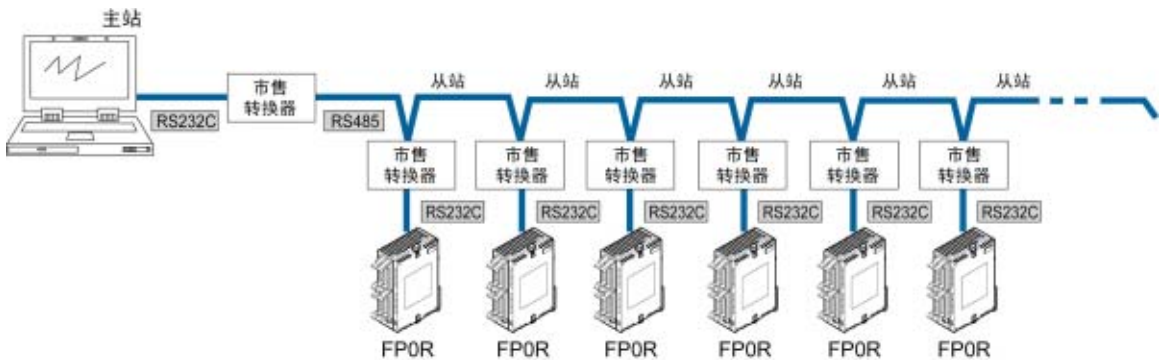 主站
市售
转换器
RS232C
RS485
从站
从站
从站
从站
从站
从站
市售
转换器
市售
转换器
市售
转换器
市售
转换器
市售
转换器
市售
转换器
RS232C
RS232C
RS232C
RS232C
RS232C
RS232C
FP0R
FP0R
FP0R
FP0R
FP0R
FP0R